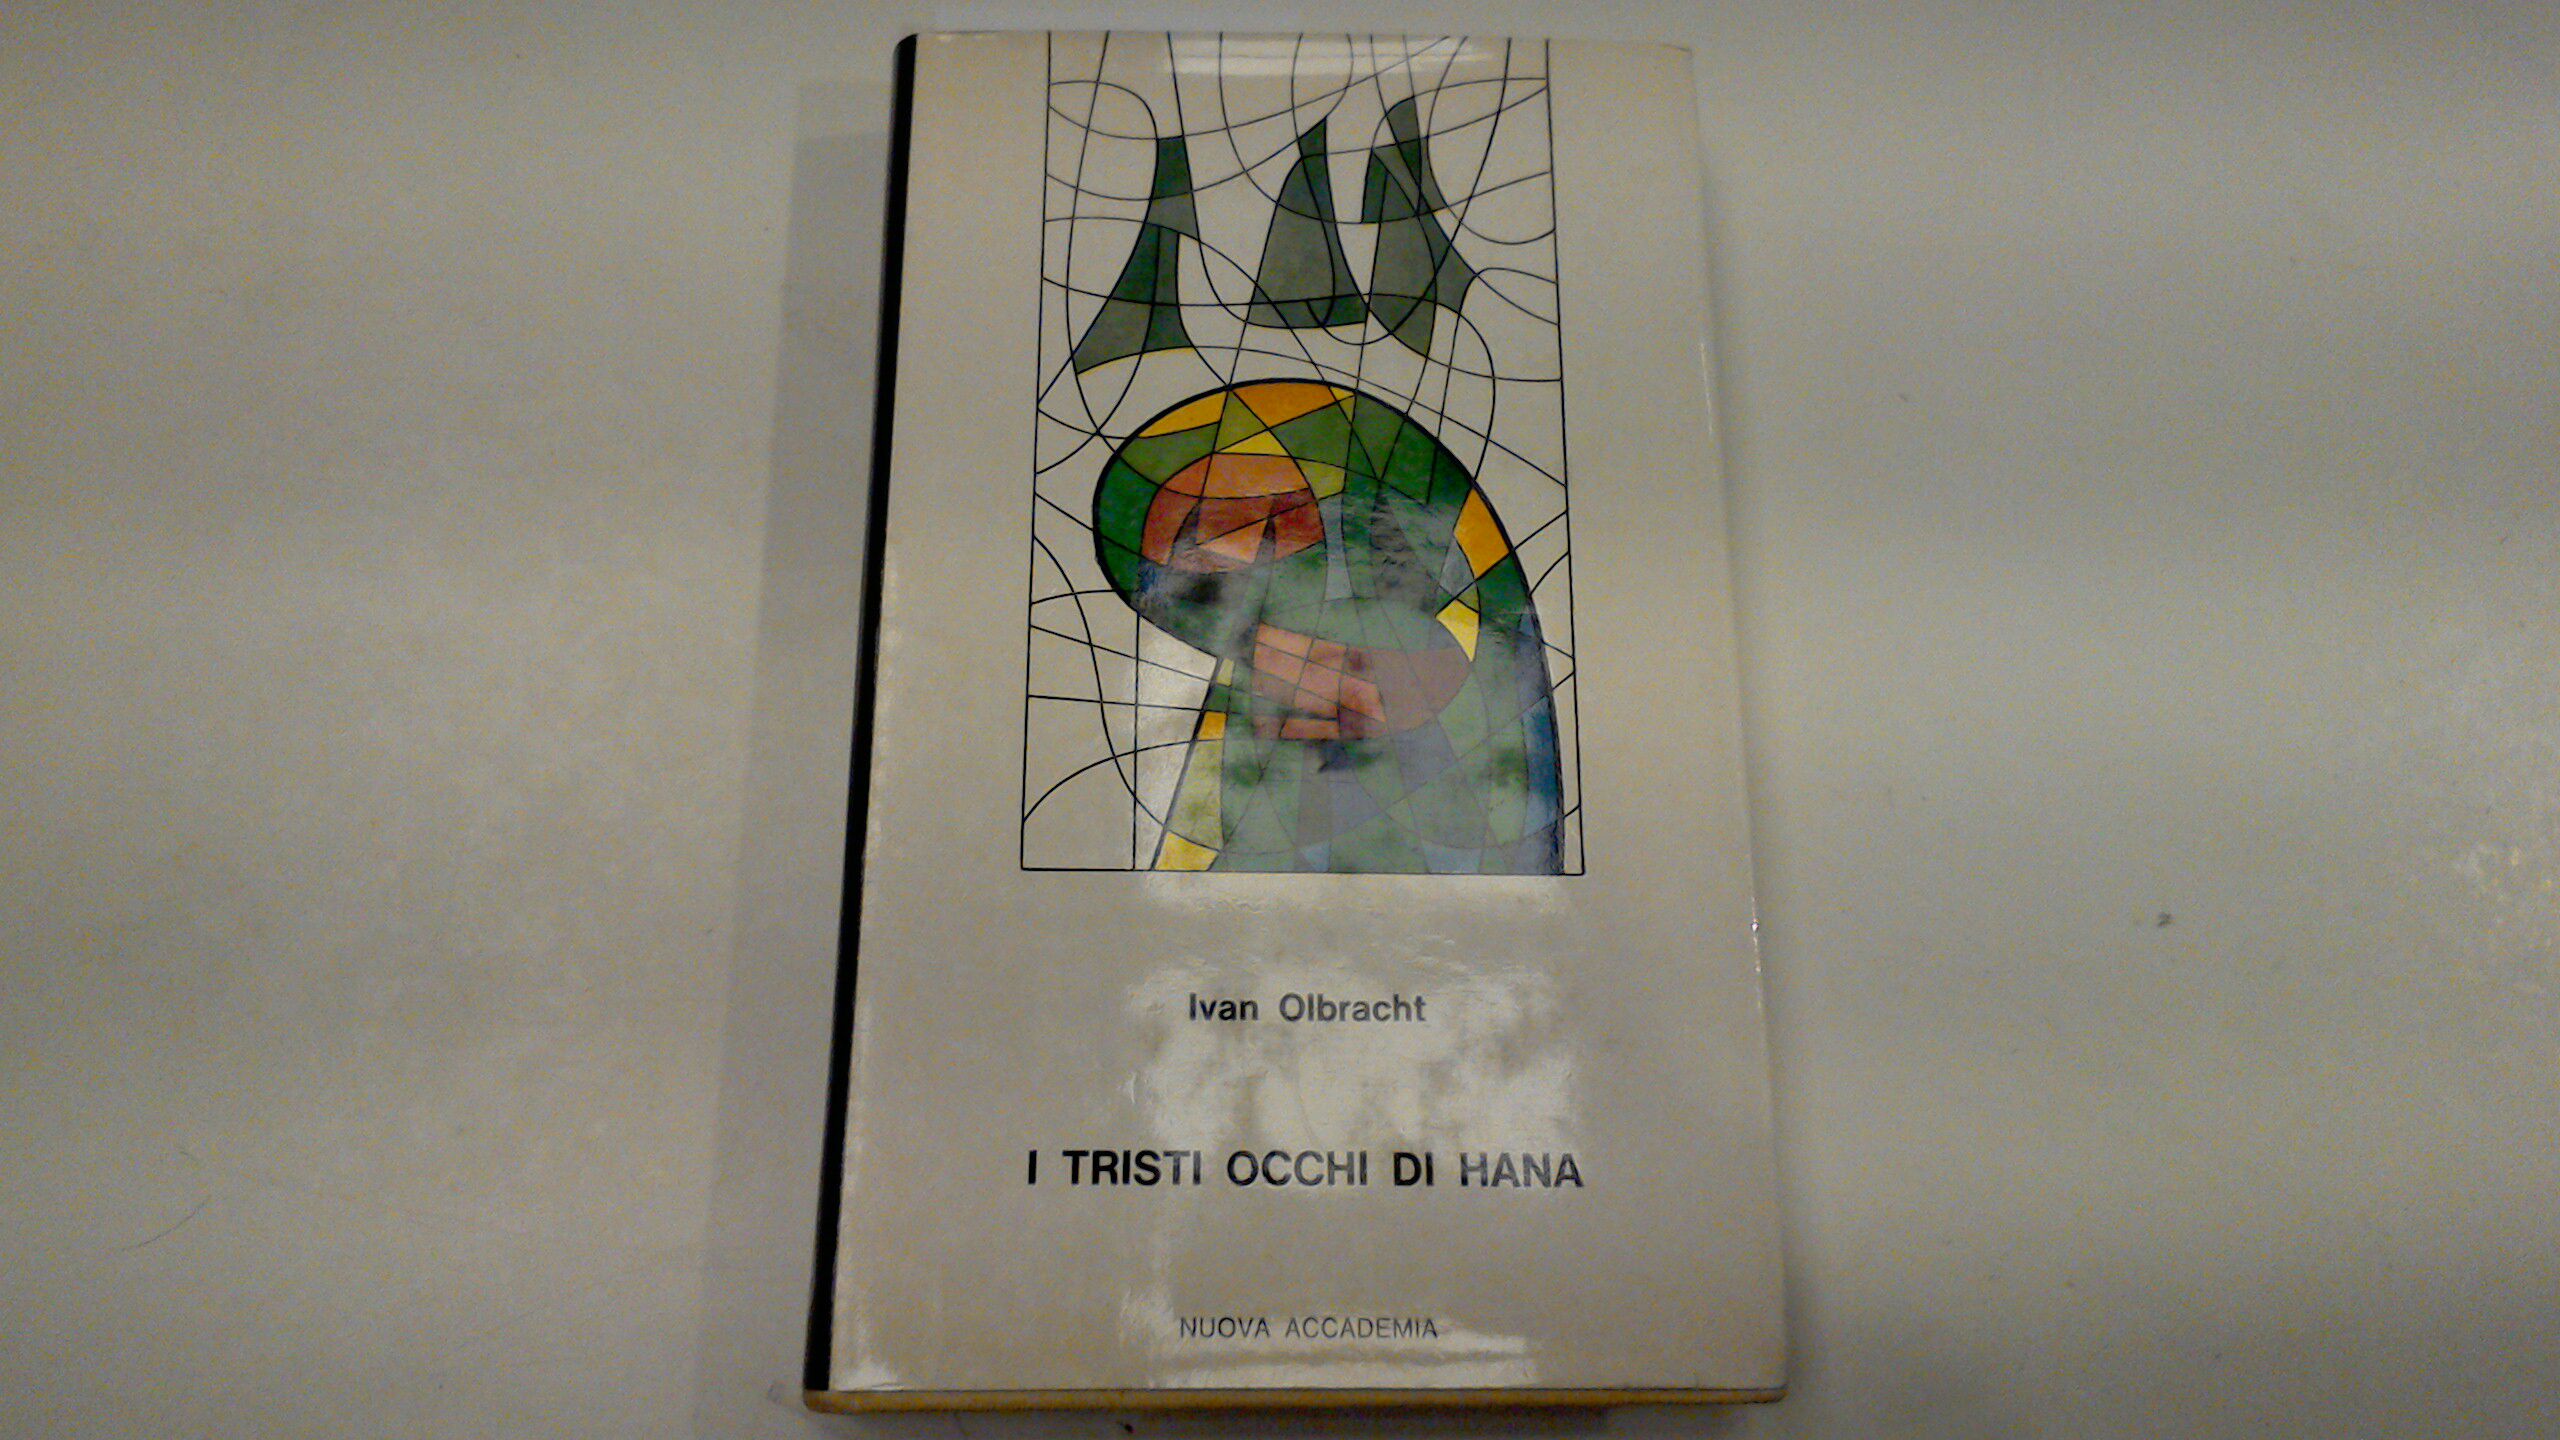 Ivan Olbracht
I TRISTI OCCHI DI HANA
NUOVA ACCADEMIA